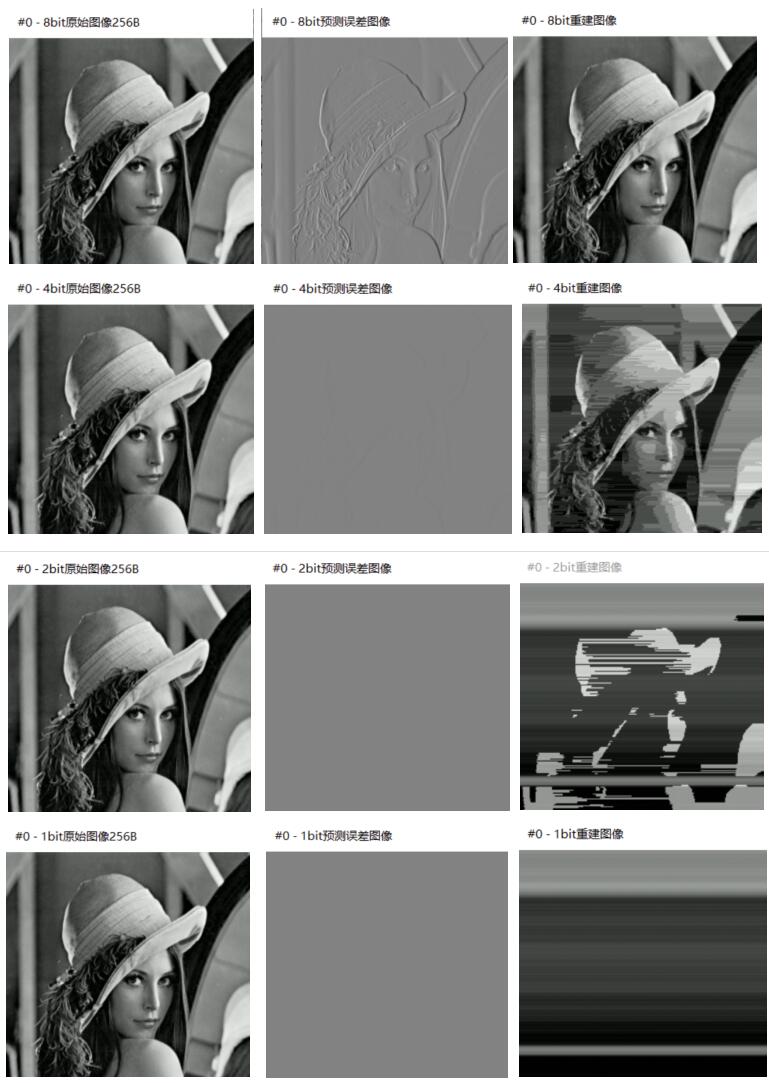 #0 - 8bit原始图像256B
#0 - 8bit预测误差图像
#0 - 8bit重建图像
#0 - 4bit原始图像256B
#0 - 4bit预测误差图像
#0 - 4bit重建图像
#0 - 2bit原始图像256B
#0 - 2bit预测误差图像
#0 - 2bit重建图像
#0 - 1bit原始图像256B
#0 - 1bit预测误差图像
#0 - 1bit重建图像